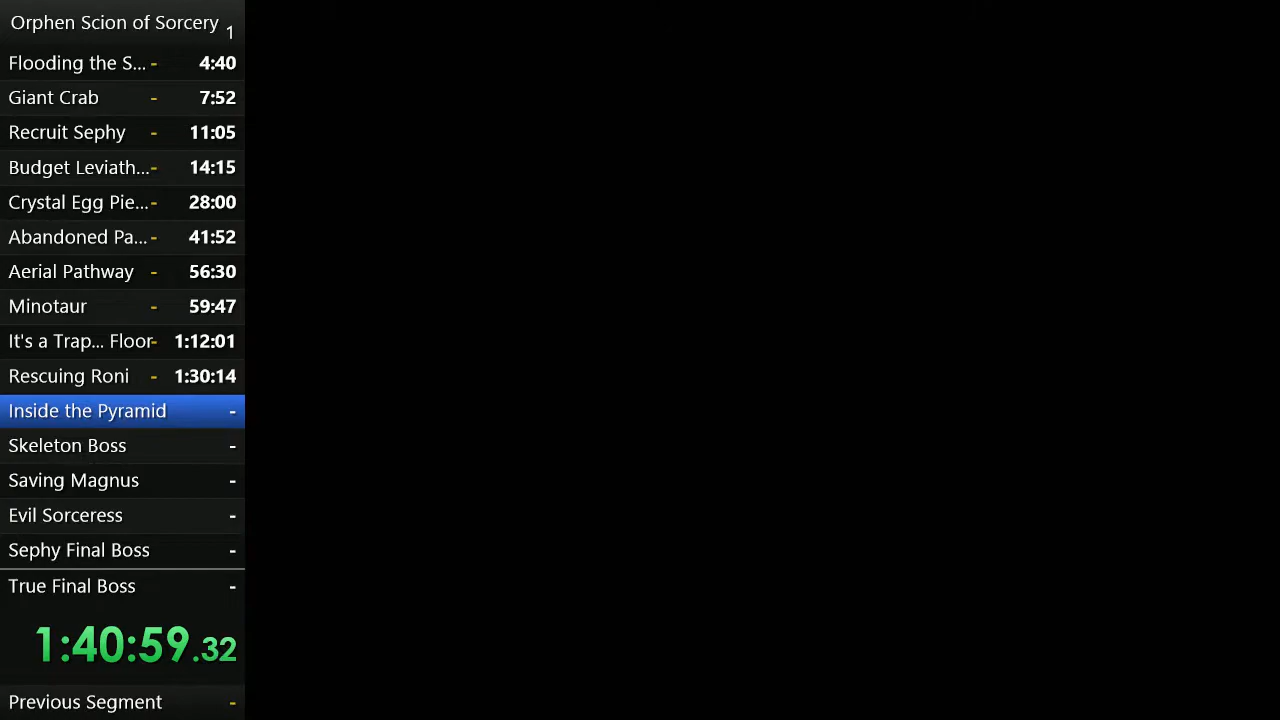 Orphen Scion of Sorcery 1
Flooding the S... - 4:40
Giant Crab - 7:52
Recruit Sephy - 11:05
Budget Leviath... - 14:15
Crystal Egg Pie... - 28:00
Abandoned Pa... - 41:52
Aerial Pathway - 56:30
Minotaur - 59:47
It's a Trap... Floor - 1:12:01
Rescuing Roni - 1:30:14
Inside the Pyramid -
Skeleton Boss -
Saving Magnus -
Evil Sorceress -
Sephy Final Boss -
True Final Boss -
1:40:59.32
Previous Segment -